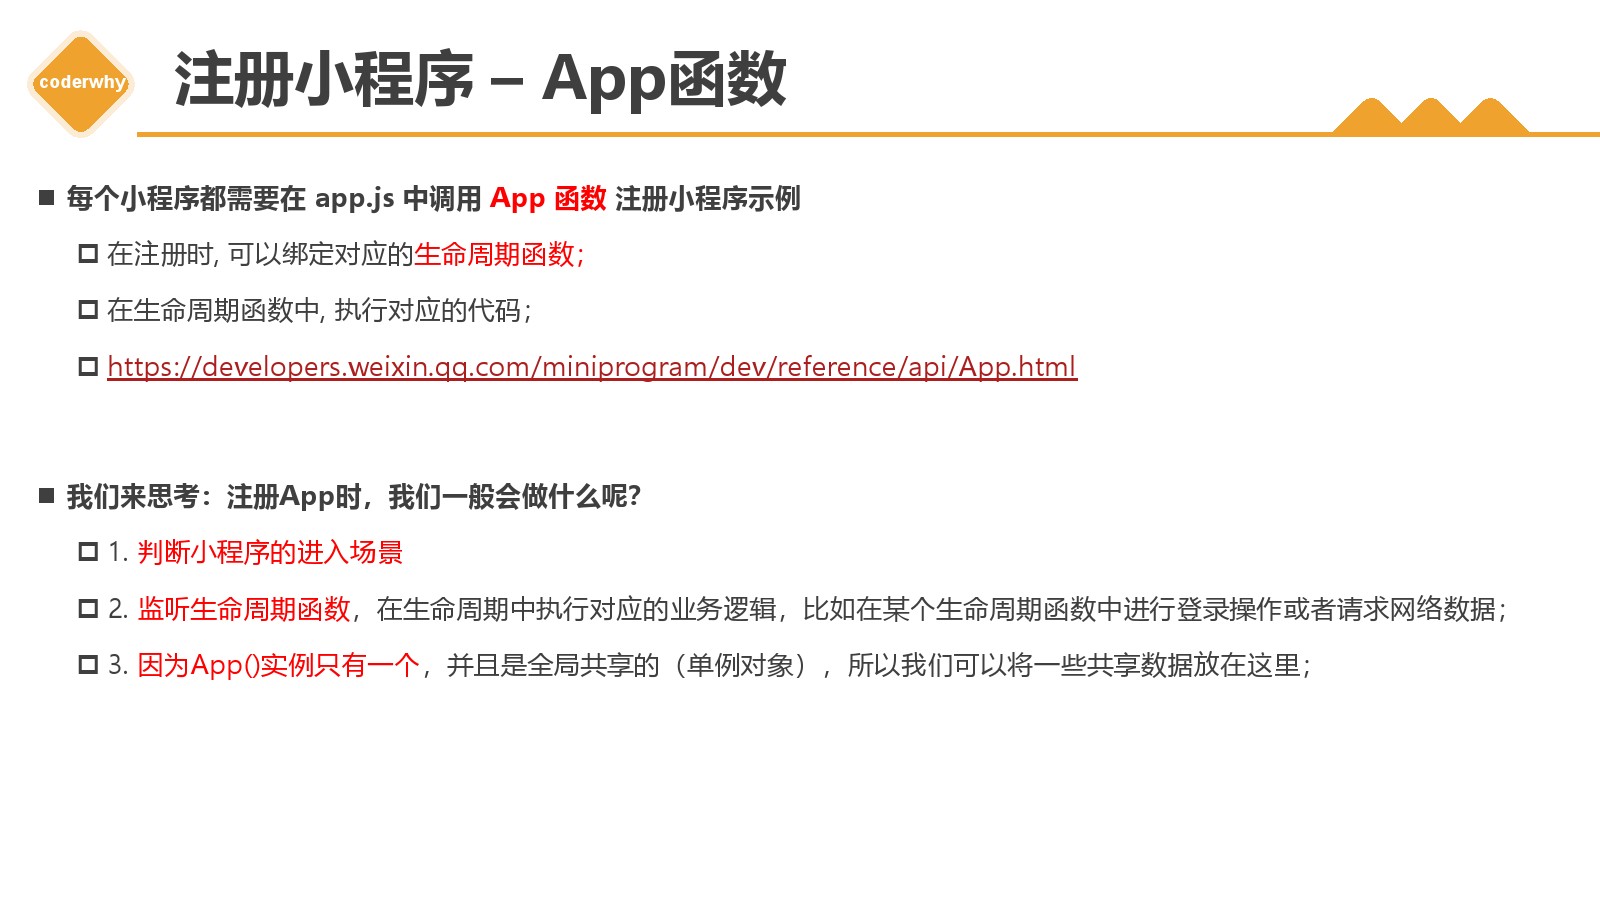 coderwhy
注册小程序 – App函数
每个小程序都需要在 app.js 中调用 App 函数 注册小程序示例
在注册时, 可以绑定对应的生命周期函数;
在生命周期函数中, 执行对应的代码;
https://developers.weixin.qq.com/miniprogram/dev/reference/api/App.html
我们来思考：注册App时，我们一般会做什么呢？
1. 判断小程序的进入场景
2. 监听生命周期函数，在生命周期中执行对应的业务逻辑，比如在某个生命周期函数中进行登录操作或者请求网络数据；
3. 因为App()实例只有一个，并且是全局共享的（单例对象），所以我们可以将一些共享数据放在这里；